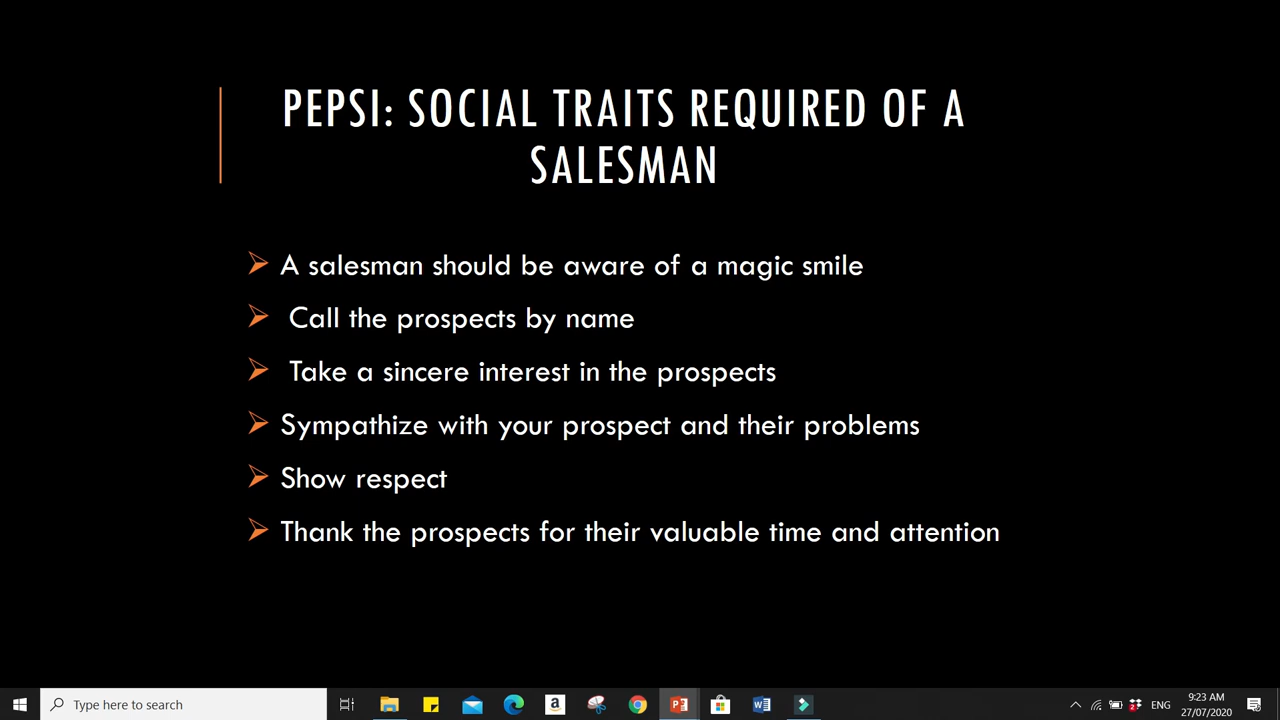 PEPSI: SOCIAL TRAITS REQUIRED OF A
SALESMAN
A salesman should be aware of a magic smile
Call the prospects by name
Take a sincere interest in the prospects
Sympathize with your prospect and their problems
Show respect
Thank the prospects for their valuable time and attention
Type here to search
ENG
9:23 AM
27/07/2020